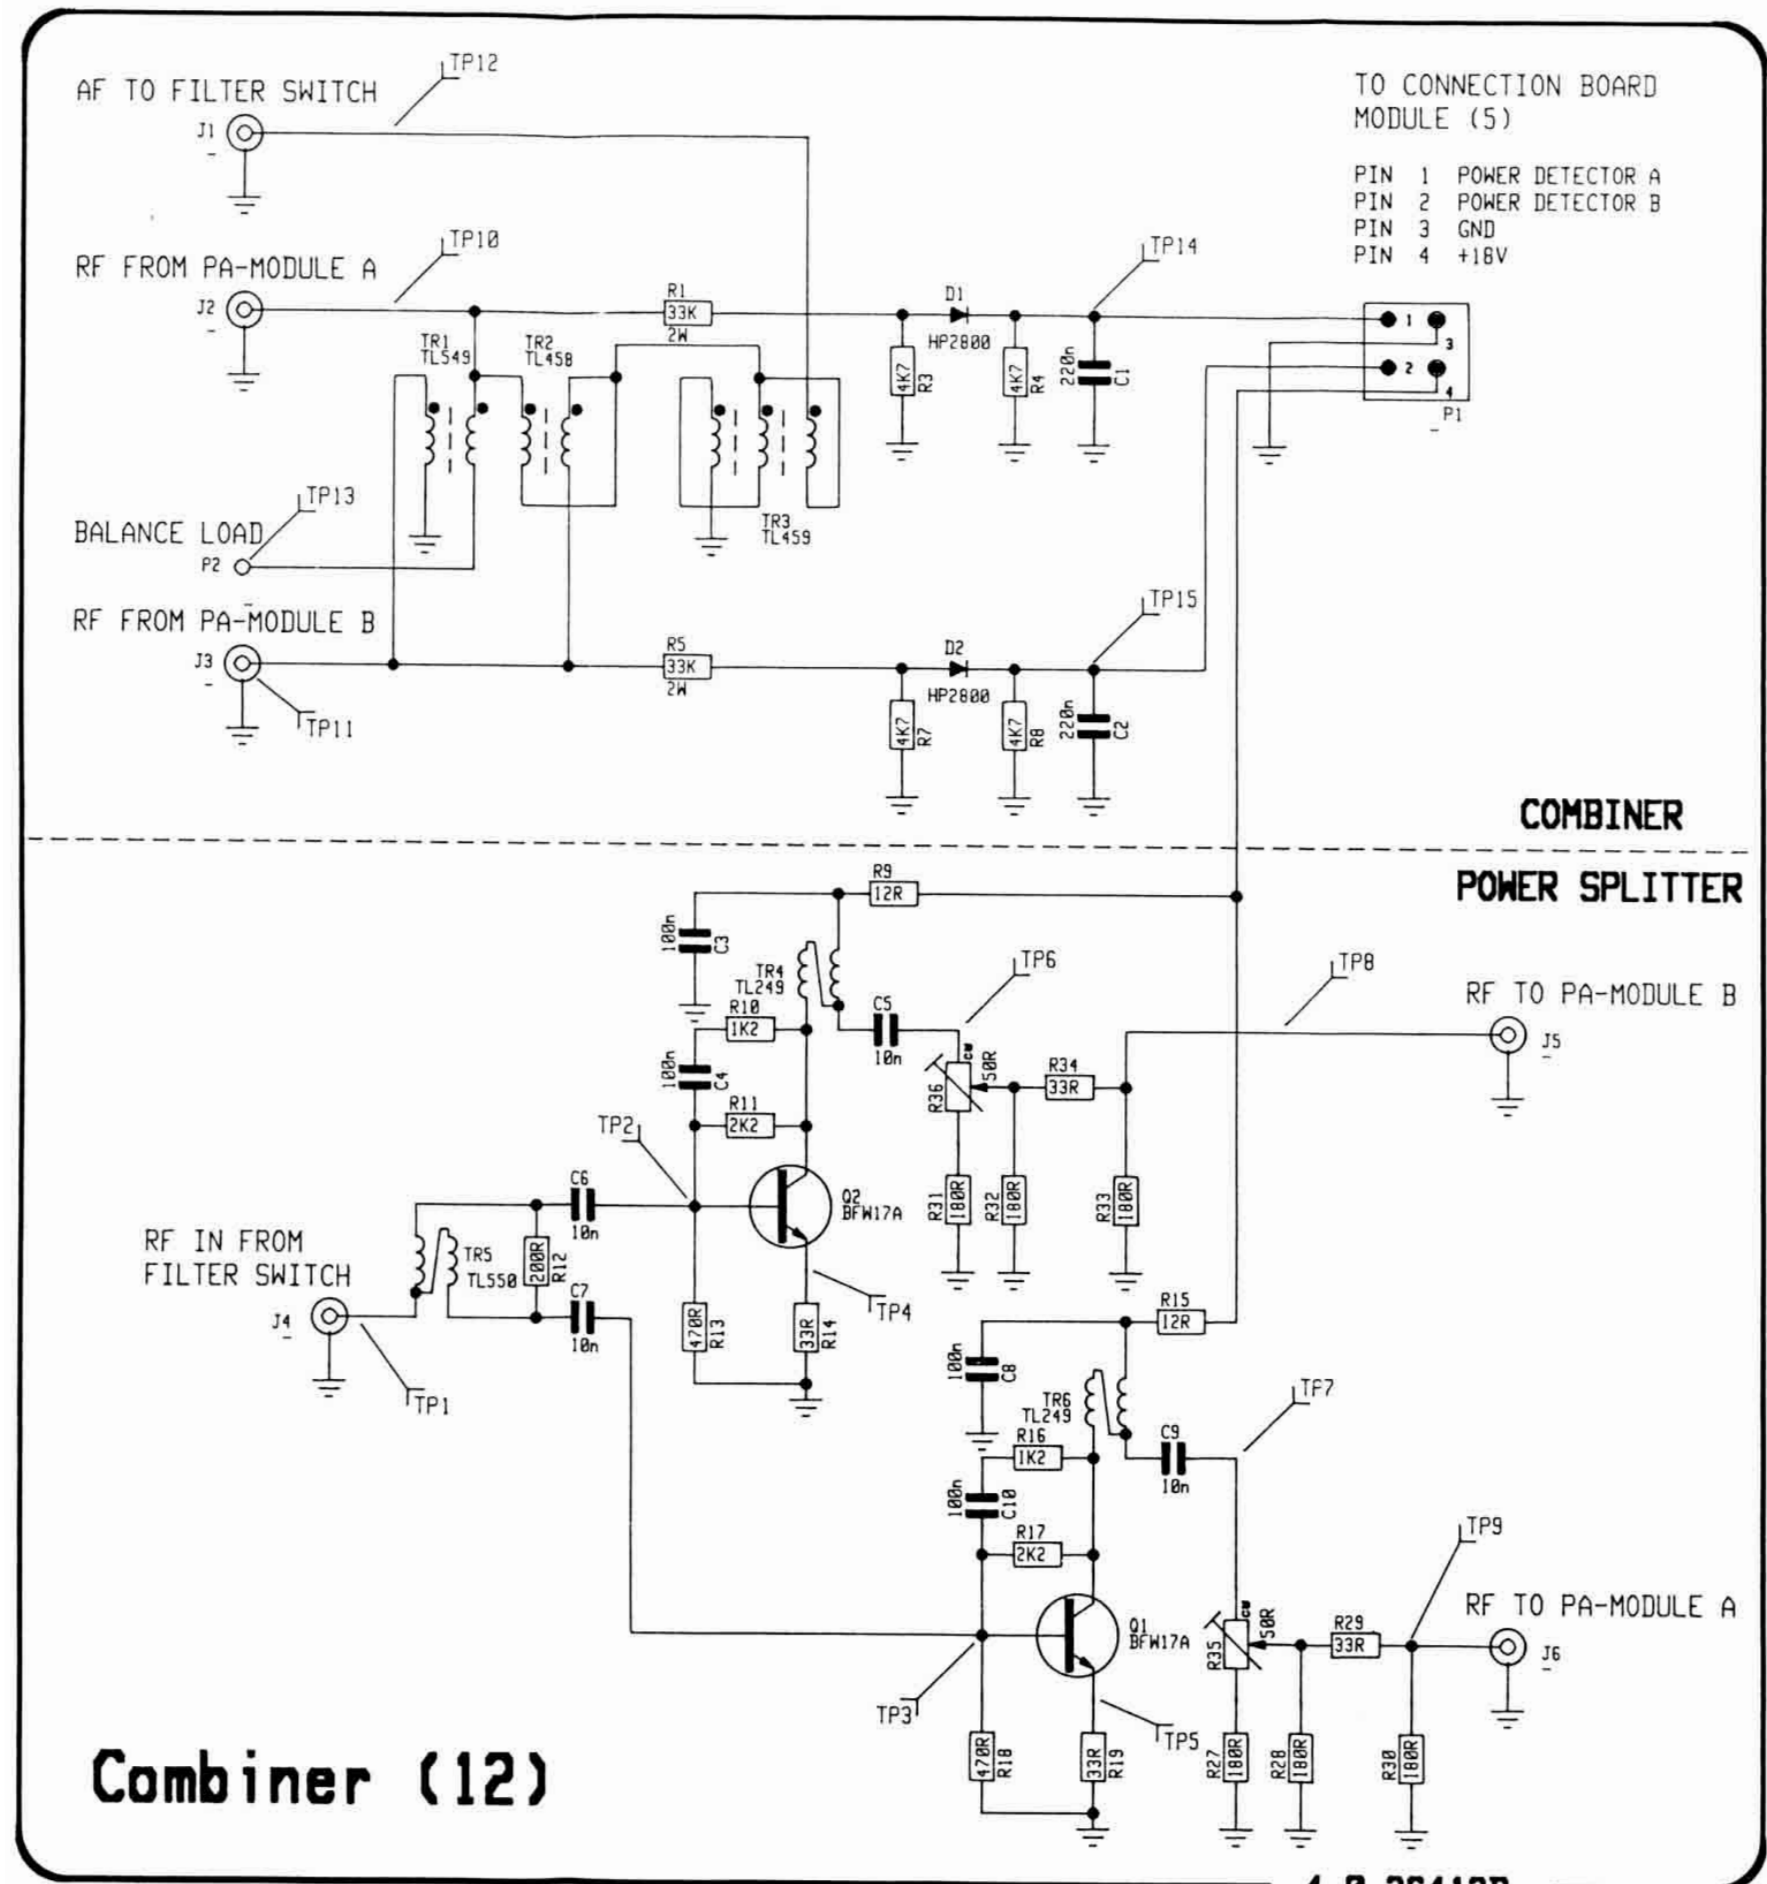 TP12
AF TO FILTER SWITCH
J1
TO CONNECTION BOARD
MODULE (5)
PIN 1 POWER DETECTOR A
PIN 2 POWER DETECTOR B
PIN 3 GND
PIN 4 +18V
TP10
RF FROM PA-MODULE A
J2
TP14
R1
33K
2W
D1
HP2800
TR1
TL549
TR2
TL458
4K7
R3
4K7
R4
220n
C1
1
3
2
4
P1
TP13
BALANCE LOAD
P2
TR3
TL459
TP15
RF FROM PA-MODULE B
J3
TP11
R5
33K
2W
D2
HP2800
4K7
R7
4K7
R8
220n
C2
COMBINER
POWER SPLITTER
R9
12R
100n
C3
TR4
TL249
TP6
TP8
RF TO PA-MODULE B
J5
R10
1K2
C5
10n
100n
C4
R11
2K2
CW
50R
R36
R34
33R
TP2
C6
10n
Q2
BFW17A
R31
180R
R32
180R
R33
180R
RF IN FROM
FILTER SWITCH
J4
TR5
TL550
200R
R12
C7
10n
TP4
470R
R13
33R
R14
TP1
R15
12R
100n
C8
TR6
TL249
TP7
R16
1K2
C9
10n
100n
C10
R17
2K2
TP9
Q1
BFW17A
CW
50R
R35
R29
33R
RF TO PA-MODULE A
J6
TP3
TP5
470R
R18
33R
R19
R27
180R
R28
180R
R30
180R
Combiner (12)